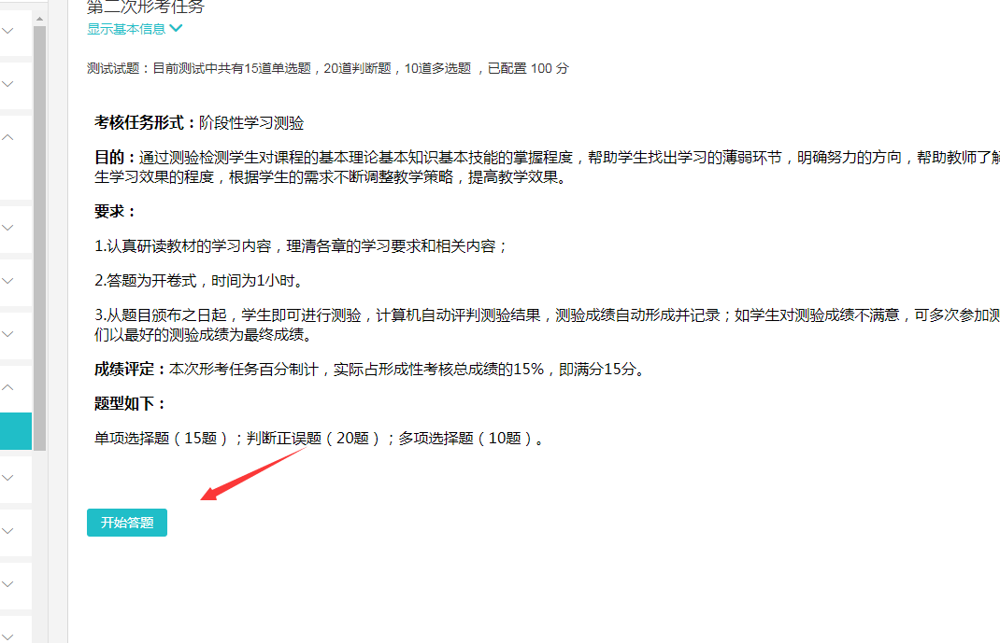 第二次形考任务
显示基本信息
测试试题：目前测试中共有15道单选题，20道判断题，10道多选题 ，已配置 100 分
考核任务形式：阶段性学习测验
目的：通过测验检测学生对课程的基本理论基本知识基本技能的掌握程度，帮助学生找出学习的薄弱环节，明确努力的方向，帮助教师了解
生学习效果的程度，根据学生的需求不断调整教学策略，提高教学效果。
要求：
1.认真研读教材的学习内容，理清各章的学习要求和相关内容；
2.答题为开卷式，时间为1小时。
3.从题目颁布之日起，学生即可进行测验，计算机自动评判测验结果，测验成绩自动形成并记录；如学生对测验成绩不满意，可多次参加测
们以最好的测验成绩为最终成绩。
成绩评定：本次形考任务百分制计，实际占形成性考核总成绩的15%，即满分15分。
题型如下：
单项选择题（15题）；判断正误题（20题）；多项选择题（10题）。
开始答题